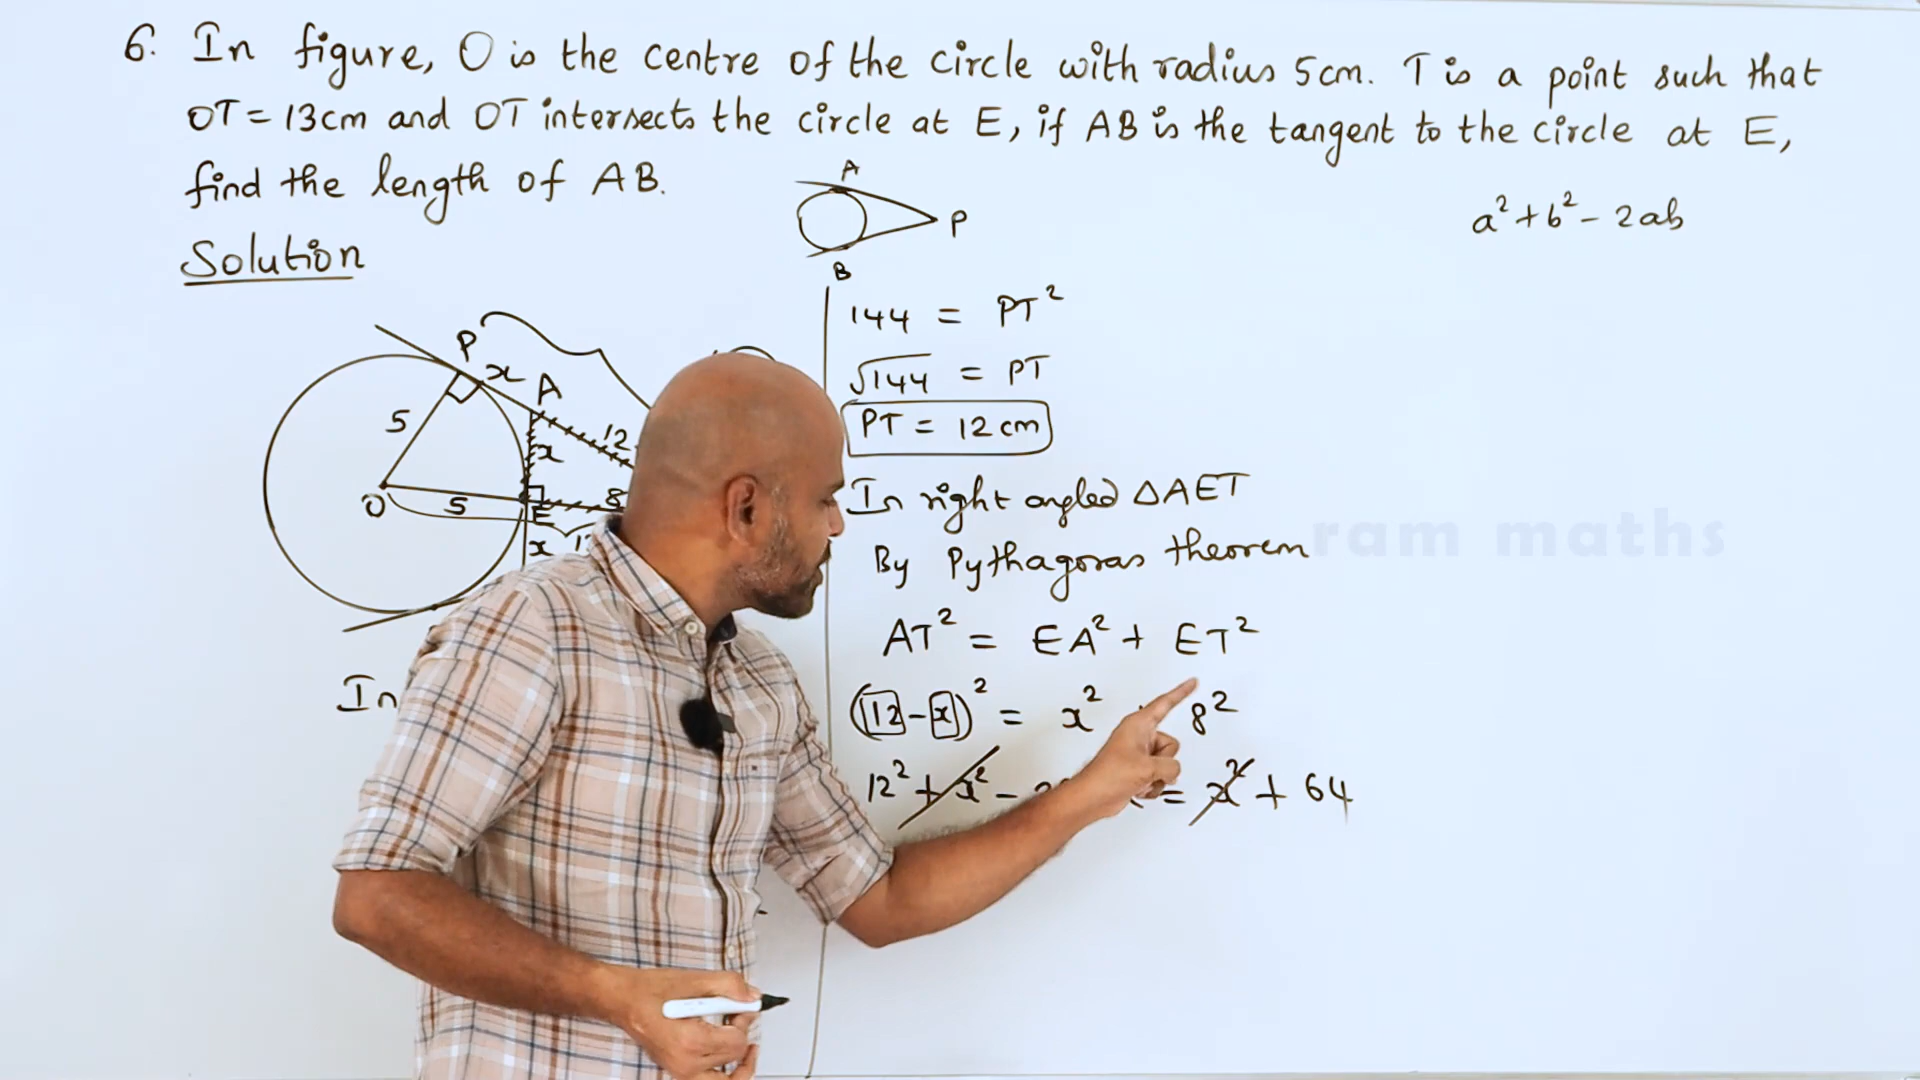 6. In figure, O is the centre of the circle with radius 5cm. T is a point such that
OT = 13cm and OT intersects the circle at E, if AB is the tangent to the circle at E,
find the length of AB.
A
P
B
a² + b² - 2ab
Solution
P
x
A
5
12
x
O
5
8
E
x
In
144 = PT²
√144 = PT
PT = 12 cm
In right angled △AET
By Pythagoras theorem
AT² = EA² + ET²
(12 - x)² = x² 8²
12² + x² - = x² + 64
ram maths